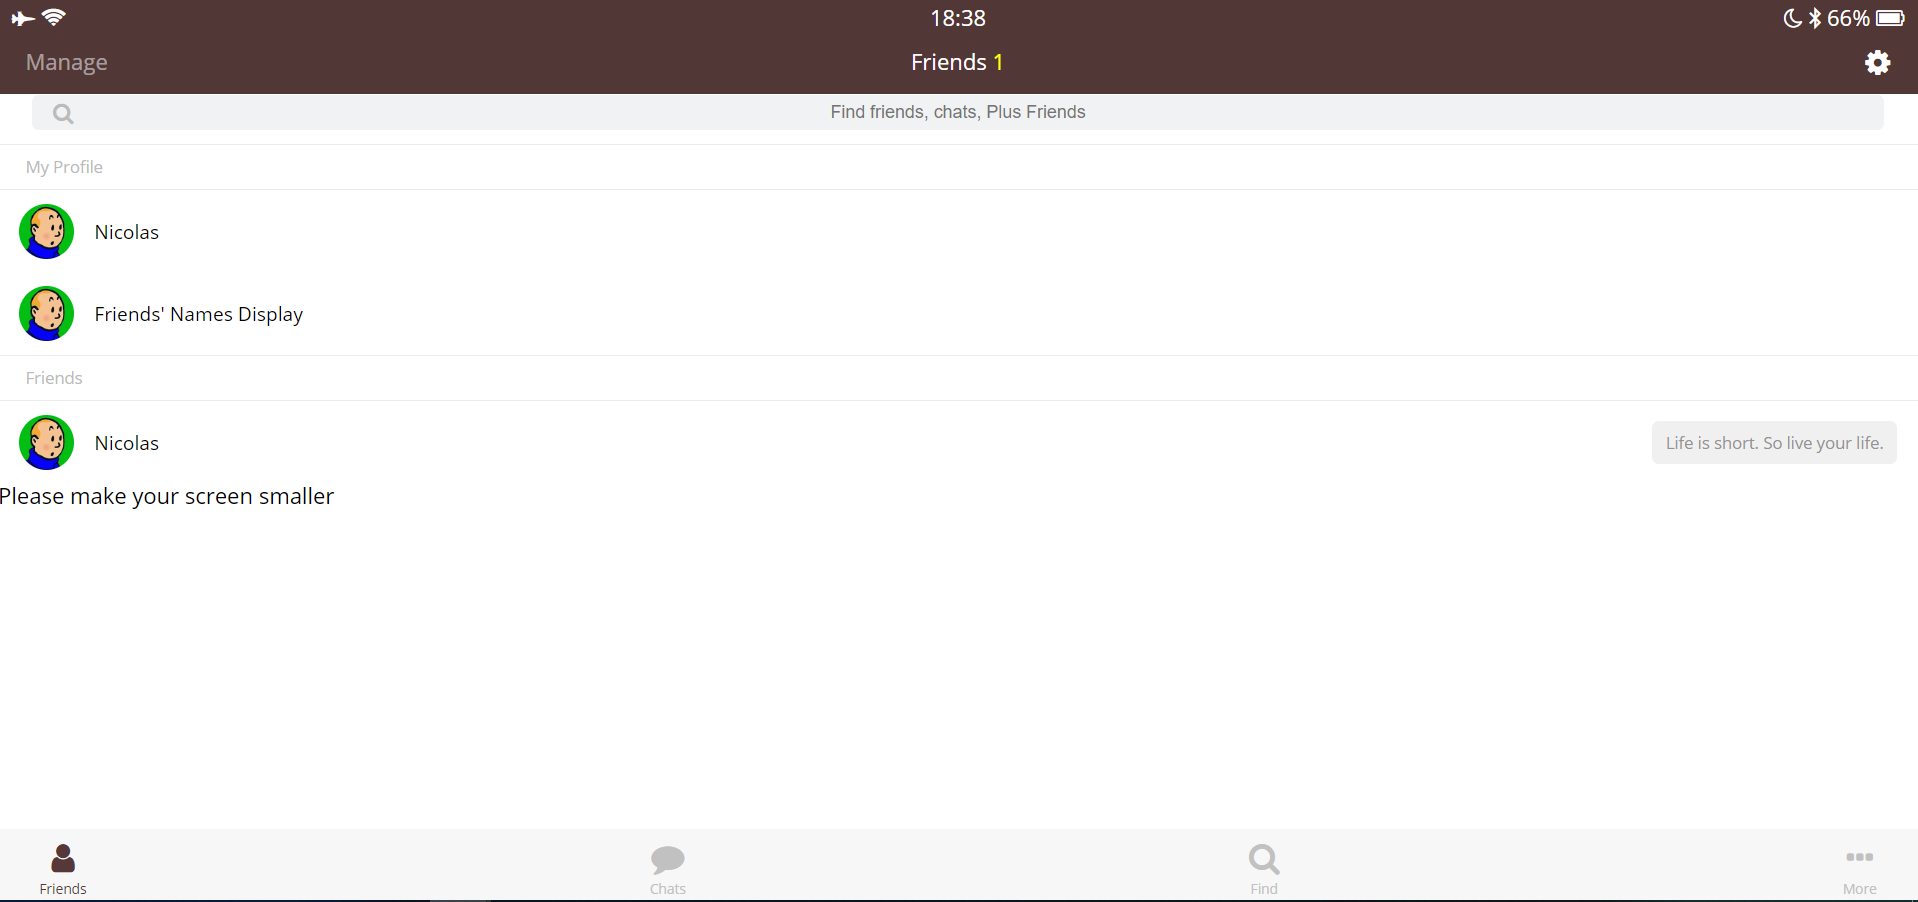 18:38
66%
Manage
Friends 1
Find friends, chats, Plus Friends
My Profile
Nicolas
Friends' Names Display
Friends
Nicolas
Life is short. So live your life.
Please make your screen smaller
Friends
Chats
Find
More